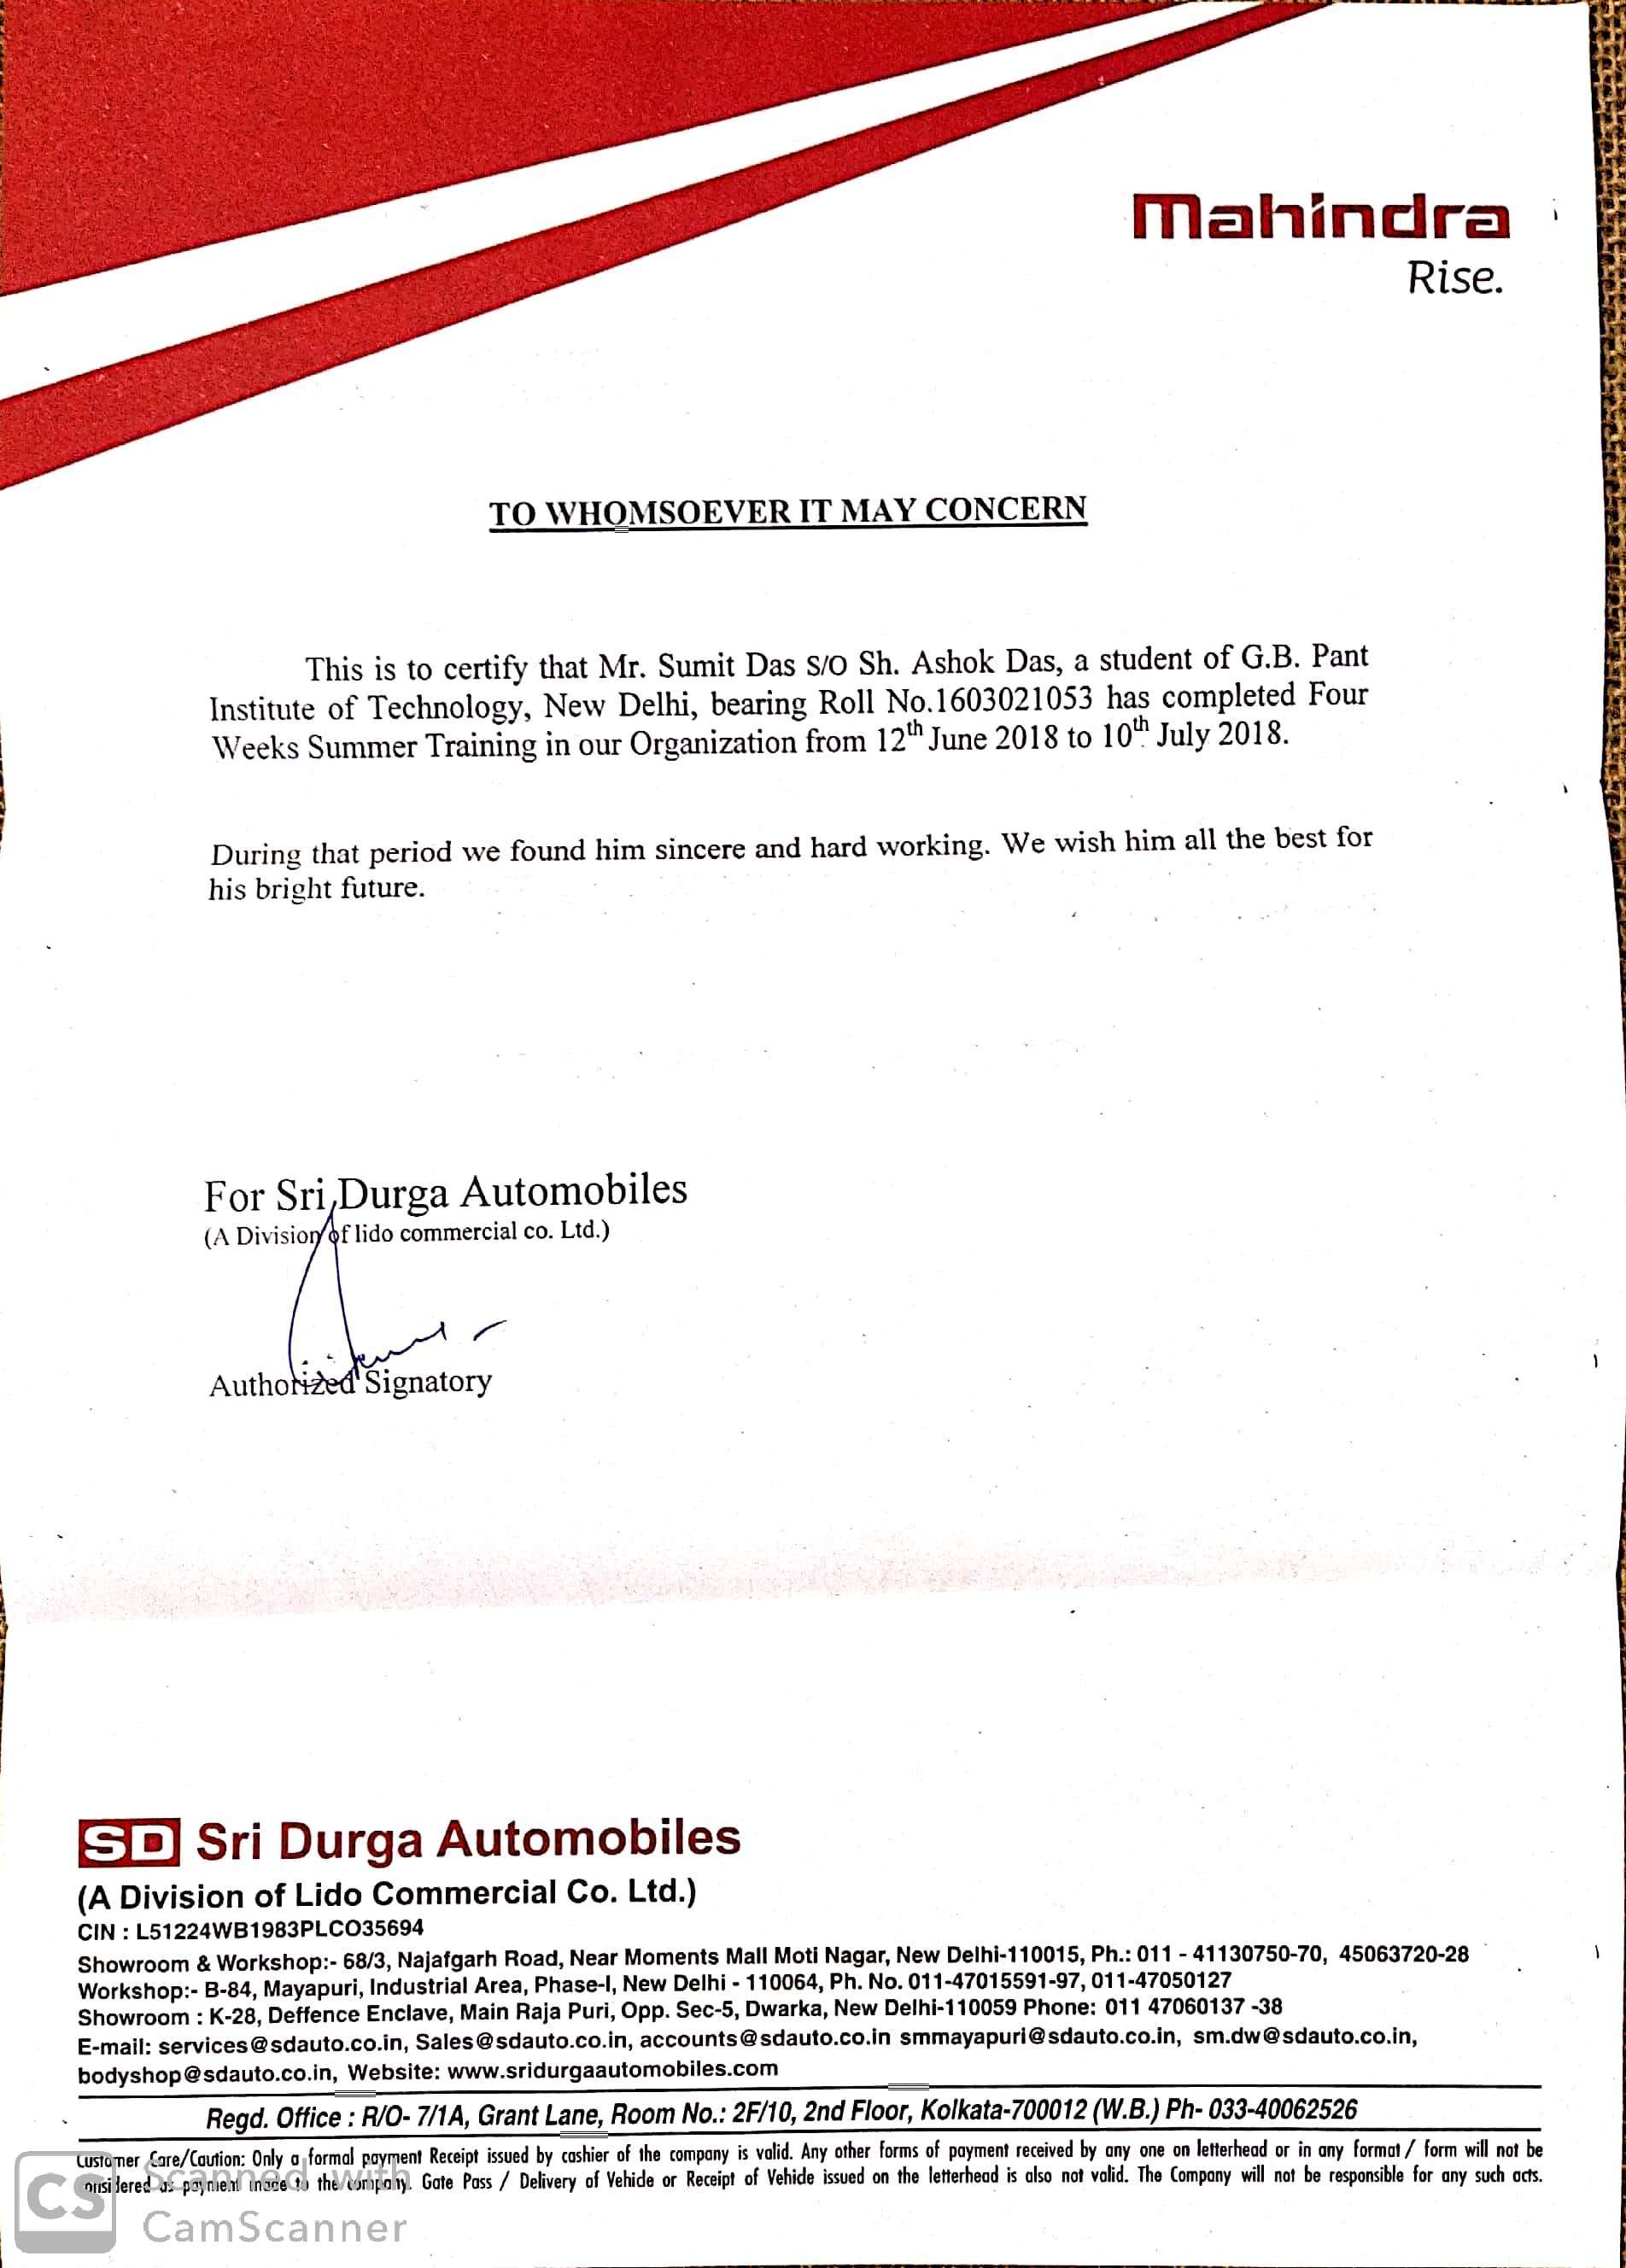 Mahindra
Rise.
TO WHOMSOEVER IT MAY CONCERN
This is to certify that Mr. Sumit Das S/O Sh. Ashok Das, a student of G.B. Pant
Institute of Technology, New Delhi, bearing Roll No.1603021053 has completed Four
Weeks Summer Training in our Organization from 12th June 2018 to 10th July 2018.
During that period we found him sincere and hard working. We wish him all the best for
his bright future.
For Sri Durga Automobiles
(A Division of lido commercial co. Ltd.)
Authorized Signatory
SD Sri Durga Automobiles
(A Division of Lido Commercial Co. Ltd.)
CIN : L51224WB1983PLCO35694
Showroom & Workshop:- 68/3, Najafgarh Road, Near Moments Mall Moti Nagar, New Delhi-110015, Ph.: 011 - 41130750-70, 45063720-28
Workshop:- B-84, Mayapuri, Industrial Area, Phase-I, New Delhi - 110064, Ph. No. 011-47015591-97, 011-47050127
Showroom : K-28, Deffence Enclave, Main Raja Puri, Opp. Sec-5, Dwarka, New Delhi-110059 Phone: 011 47060137 -38
E-mail: services@sdauto.co.in, Sales@sdauto.co.in, accounts@sdauto.co.in smmayapuri@sdauto.co.in, sm.dw@sdauto.co.in,
bodyshop@sdauto.co.in, Website: www.sridurgaautomobiles.com
Regd. Office : R/O- 7/1A, Grant Lane, Room No.: 2F/10, 2nd Floor, Kolkata-700012 (W.B.) Ph- 033-40062526
Customer Care/Caution: Only a formal payment Receipt issued by cashier of the company is valid. Any other forms of payment received by any one on letterhead or in any format / form will not be
considered as payment made to the company. Gate Pass / Delivery of Vehicle or Receipt of Vehicle issued on the letterhead is also not valid. The Company will not be responsible for any such acts.
CS Scanned with
CamScanner